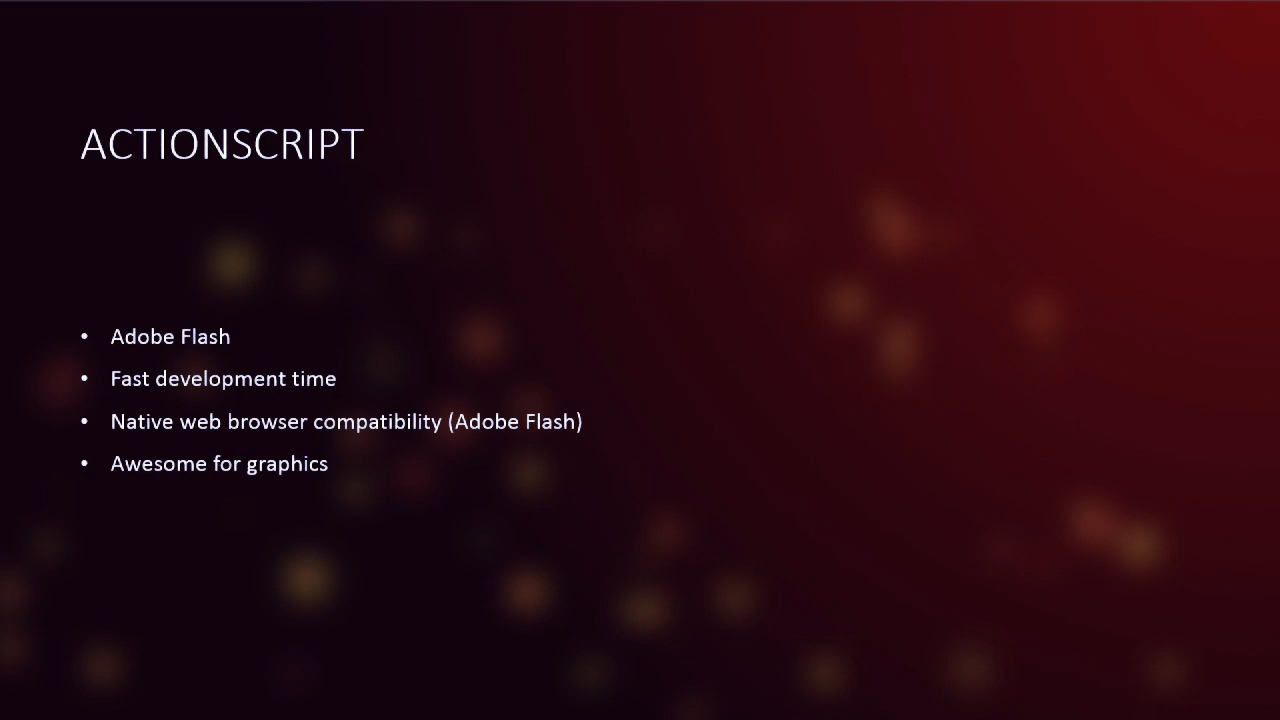 ACTIONSCRIPT
• Adobe Flash
• Fast development time
• Native web browser compatibility (Adobe Flash)
• Awesome for graphics